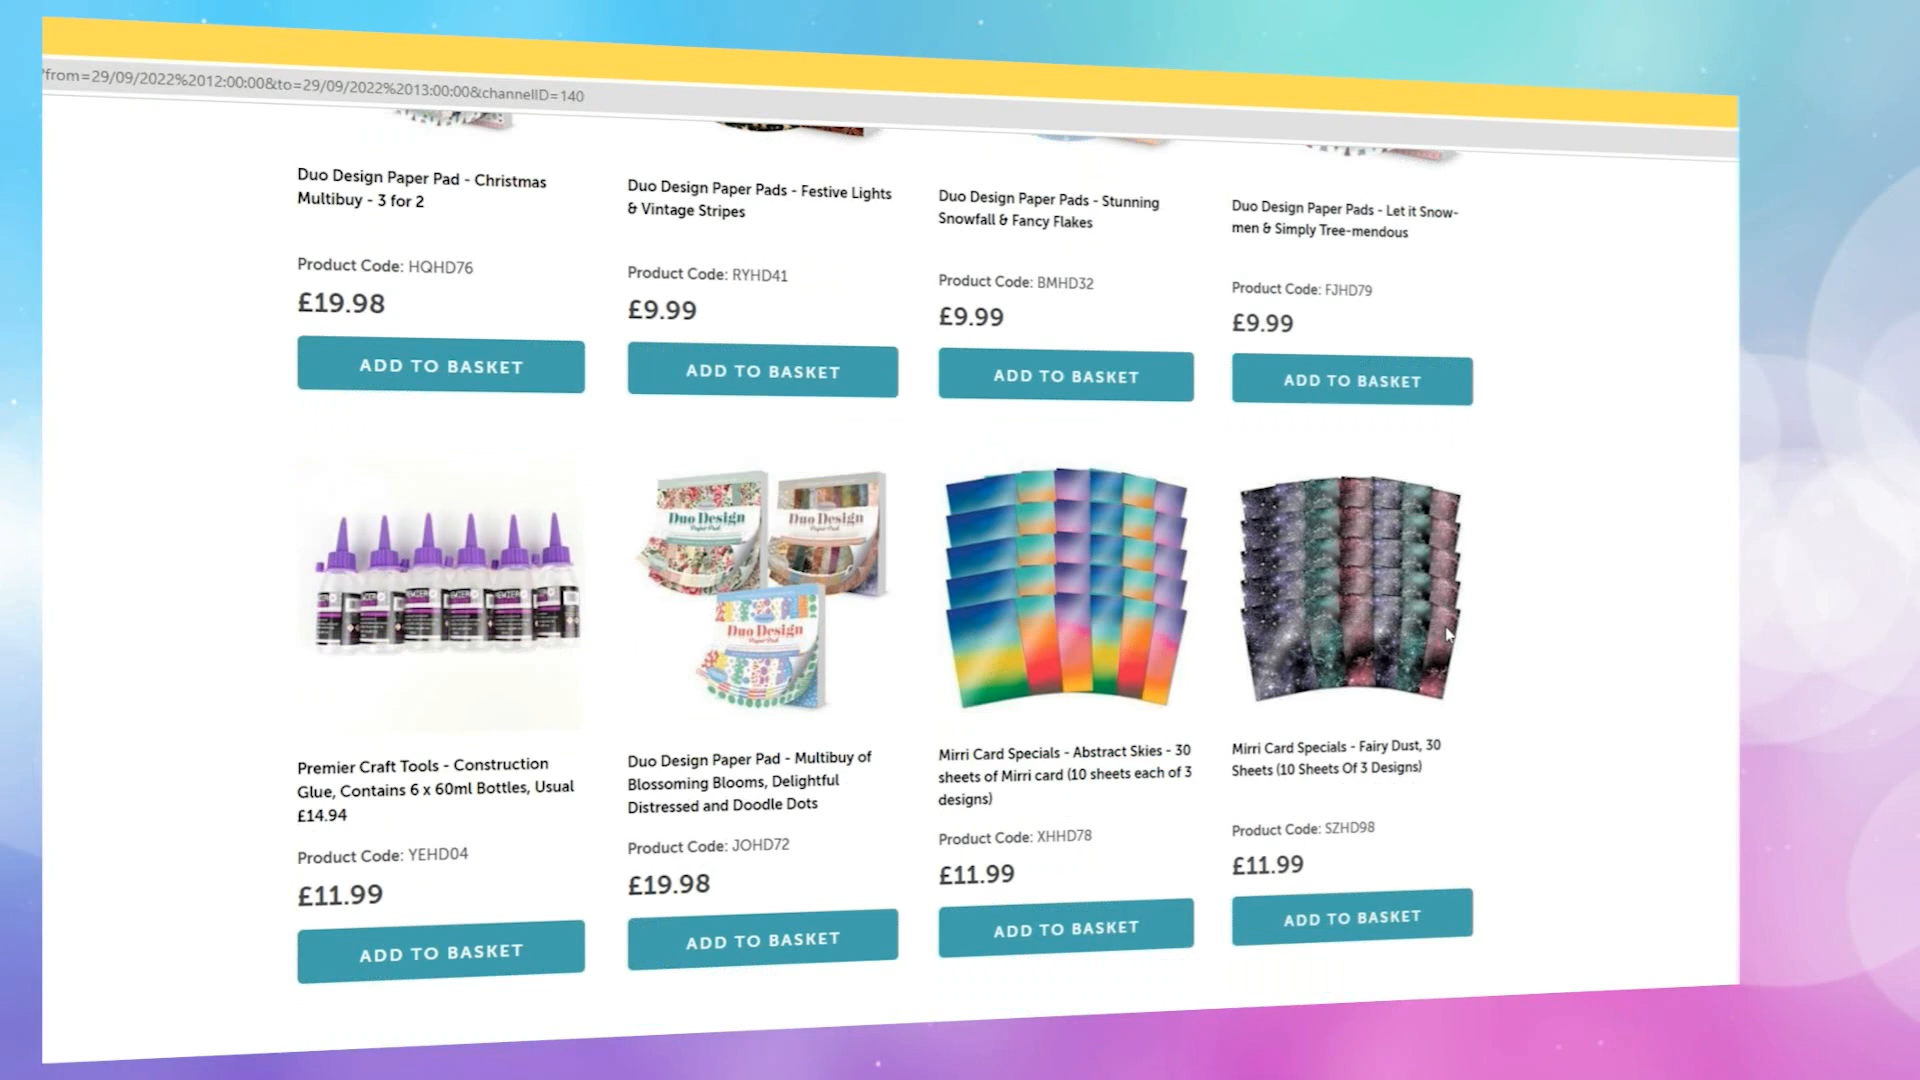 ?from=29/09/2022%2012:00:00&to=29/09/2022%2013:00:00&channelID=140
Duo Design Paper Pad - Christmas
Multibuy - 3 for 2
Product Code: HQHD76
£19.98
ADD TO BASKET
Duo Design Paper Pads - Festive Lights
& Vintage Stripes
Product Code: RYHD41
£9.99
ADD TO BASKET
Duo Design Paper Pads - Stunning
Snowfall & Fancy Flakes
Product Code: BMHD32
£9.99
ADD TO BASKET
Duo Design Paper Pads - Let it Snow-
men & Simply Tree-mendous
Product Code: FJHD79
£9.99
ADD TO BASKET
Premier Craft Tools - Construction
Glue, Contains 6 x 60ml Bottles, Usual
£14.94
Product Code: YEHD04
£11.99
ADD TO BASKET
Duo Design
Paper Pad
Duo Design
Paper Pad
Duo Design
Paper Pad
Duo Design Paper Pad - Multibuy of
Blossoming Blooms, Delightful
Distressed and Doodle Dots
Product Code: JOHD72
£19.98
ADD TO BASKET
Mirri Card Specials - Abstract Skies - 30
sheets of Mirri card (10 sheets each of 3
designs)
Product Code: XHHD78
£11.99
ADD TO BASKET
Mirri Card Specials - Fairy Dust, 30
Sheets (10 Sheets Of 3 Designs)
Product Code: SZHD98
£11.99
ADD TO BASKET